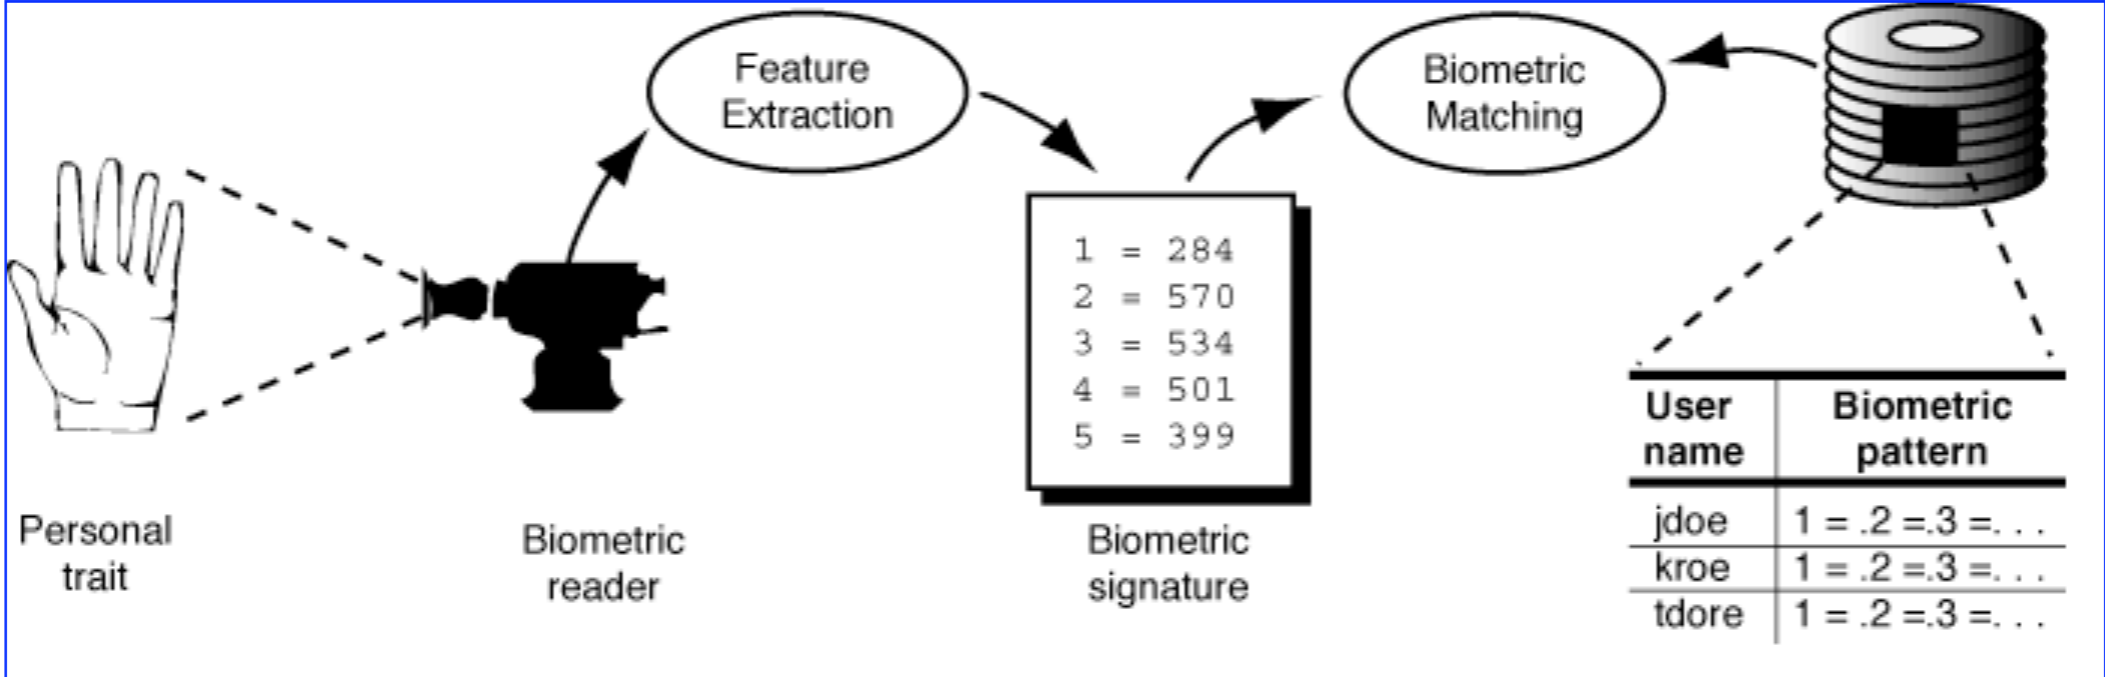 Feature
Extraction
Biometric
Matching
1 = 284
2 = 570
3 = 534
4 = 501
5 = 399
Personal
trait
Biometric
reader
Biometric
signature
User name Biometric pattern
jdoe 1 = .2 =.3 =. . .
kroe 1 = .2 =.3 =. . .
tdore 1 = .2 =.3 =. . .